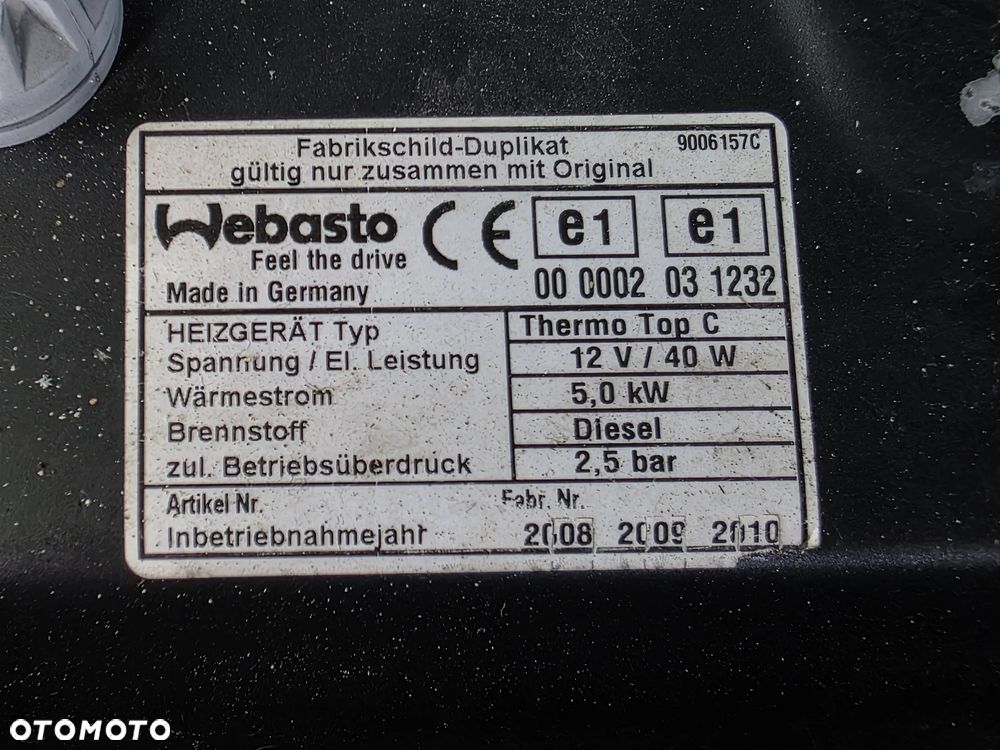 Fabrikschild-Duplikat 9006157C
gültig nur zusammen mit Original
Webasto CE e1 e1
Feel the drive
Made in Germany 00 0002 03 1232
HEIZGERÄT Typ Thermo Top C
Spannung / El. Leistung 12 V / 40 W
Wärmestrom 5,0 kW
Brennstoff Diesel
zul. Betriebsüberdruck 2,5 bar
Artikel Nr. Fabr. Nr.
Inbetriebnahmejahr 2008 2009 2010
OTOMOTO